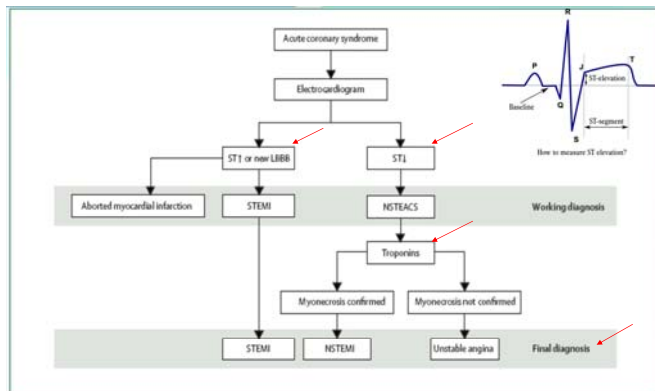 Acute coronary syndrome
Electrocardiogram
ST↑ or new LBBB
ST↓
Aborted myocardial infarction
STEMI
NSTEACS
Working diagnosis
Troponins
Myonecrosis confirmed
Myonecrosis not confirmed
STEMI
NSTEMI
Unstable angina
Final diagnosis
R
P
J
T
ST-elevation
Baseline
Q
ST-segment
S
How to measure ST elevation?